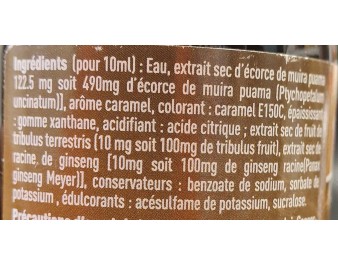 Ingrédients (pour 10ml) : Eau, extrait sec d'écorce de muira puama
122.5 mg soit 490mg d'écorce de muira puama (Ptychopetalum
uncinatum)], arôme caramel, colorant : caramel E150C, épaississant
: gomme xanthane, acidifiant : acide citrique ; extrait sec de fruit de
tribulus terrestris (10 mg soit 100mg de tribulus fruit), extrait sec de
racine de ginseng [10mg soit 100mg de ginseng racine(Panax
ginseng Meyer)], conservateurs : benzoate de sodium, sorbate de
potassium , édulcorants : acésulfame de potassium, sucralose.
Précautions